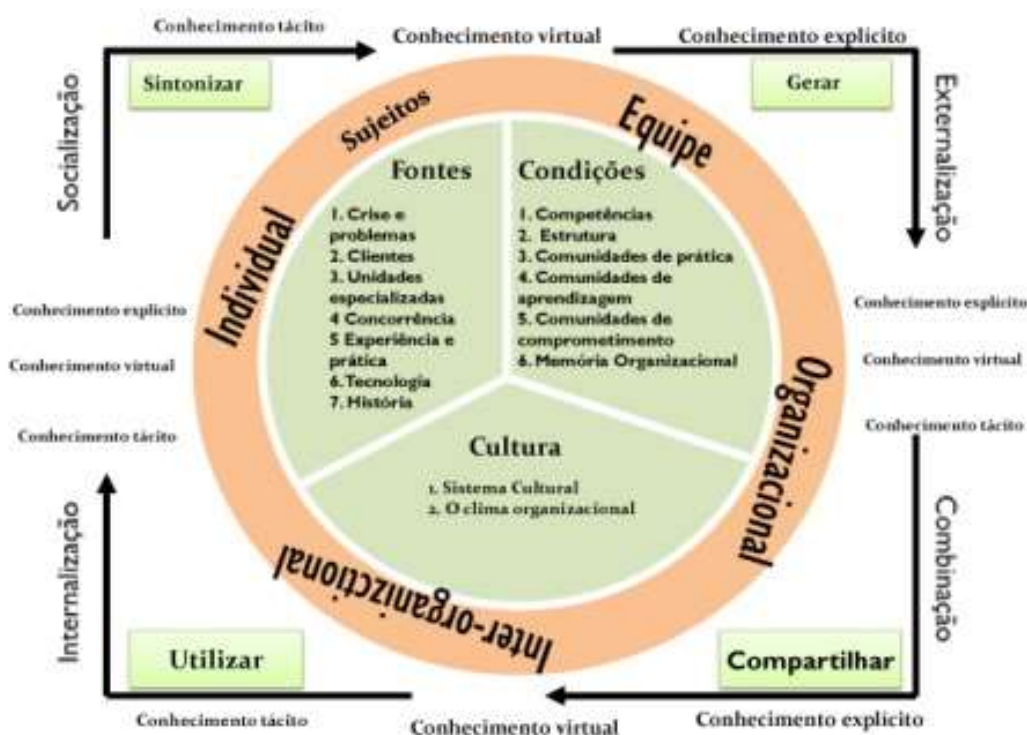 Conhecimento tácito
Conhecimento virtual
Conhecimento explicito
Sintonizar
Gerar
Socialização
Externalização
Sujeitos
Equipe
Individual
Organizacional
Inter-organizctional
Fontes
1. Crise e
problemas
2. Clientes
3. Unidades
especializadas
4 Concorrência
5 Experiência e
prática
6. Tecnologia
7. História
Condições
1. Competências
2. Estrutura
3. Comunidades de prática
4. Comunidades de
aprendizagem
5. Comunidades de
comprometimento
6. Memória Organizacional
Cultura
1. Sistema Cultural
2. O clima organizacional
Conhecimento explicito
Conhecimento virtual
Conhecimento tácito
Conhecimento explicito
Conhecimento virtual
Conhecimento tácito
Internalização
Combinação
Utilizar
Compartilhar
Conhecimento tácito
Conhecimento virtual
Conhecimento explicito